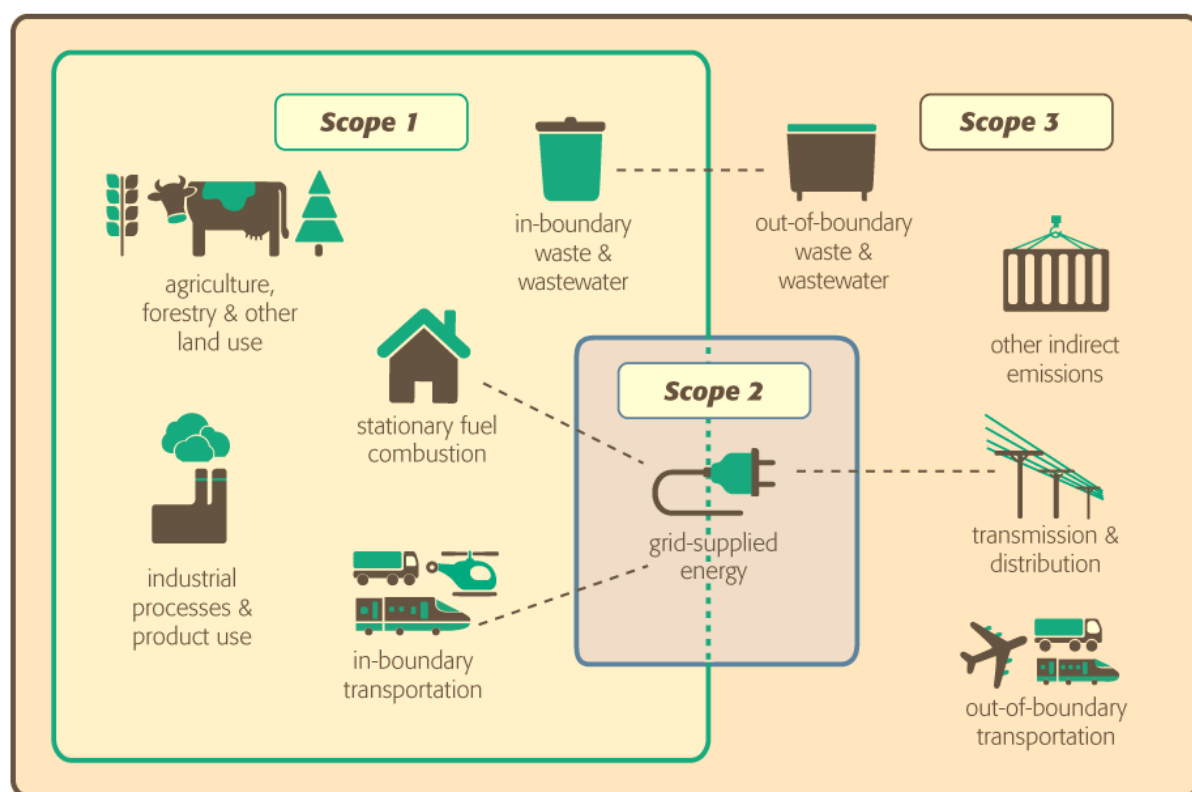 Scope 1
Scope 3
in-boundary
waste &
wastewater
out-of-boundary
waste &
wastewater
agriculture,
forestry & other
land use
other indirect
emissions
Scope 2
stationary fuel
combustion
grid-supplied
energy
transmission &
distribution
industrial
processes &
product use
in-boundary
transportation
out-of-boundary
transportation